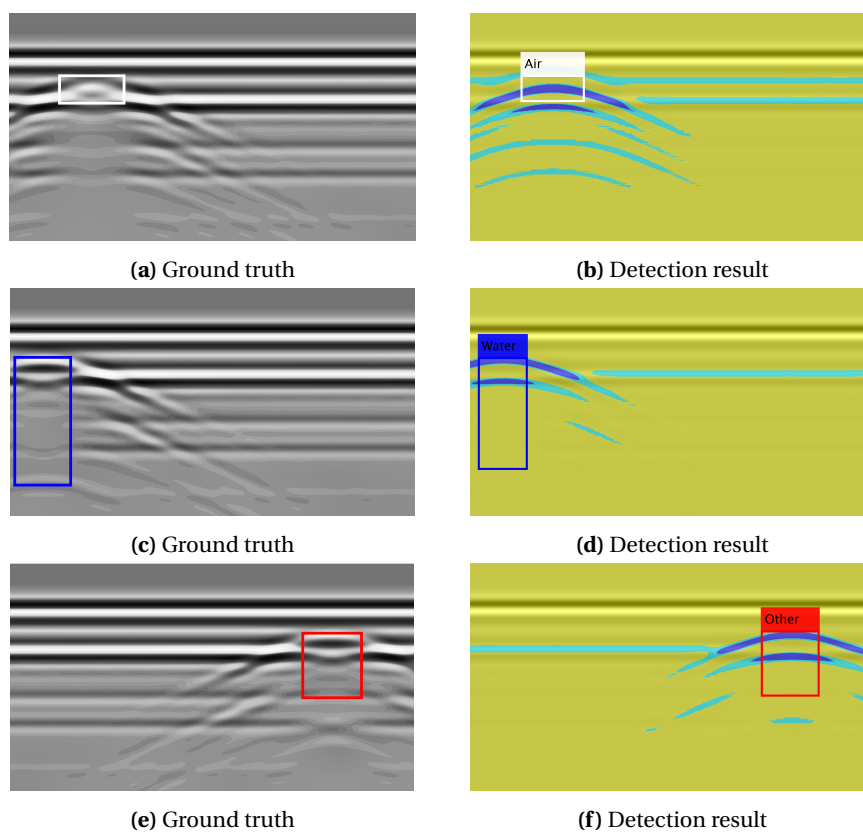 Air
(a) Ground truth
(b) Detection result
Water
(c) Ground truth
(d) Detection result
Other
(e) Ground truth
(f) Detection result